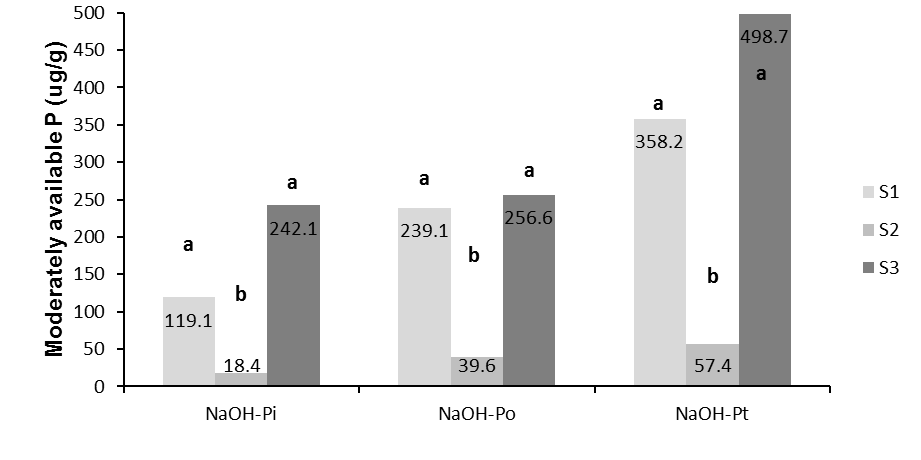 Moderately available P (ug/g)
500
450
400
350
300
250
200
150
100
50
0
a
119.1
b
18.4
a
242.1
a
239.1
b
39.6
a
256.6
a
358.2
b
57.4
498.7
a
NaOH-Pi
NaOH-Po
NaOH-Pt
S1
S2
S3